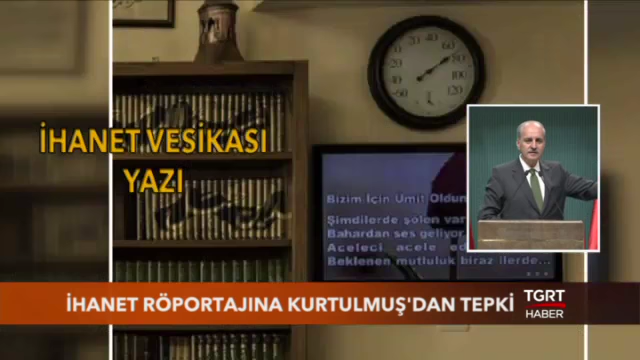 İHANET VESİKASI
YAZI
Bizim İçin Ümit Oldun
Şimdilerde şölen var
Bahardan ses geliyor
Aceleci acele ed
Beklenen mutluluk biraz ilerde...
...
İHANET RÖPORTAJINA KURTULMUŞ'DAN TEPKİ
TGRT
HABER